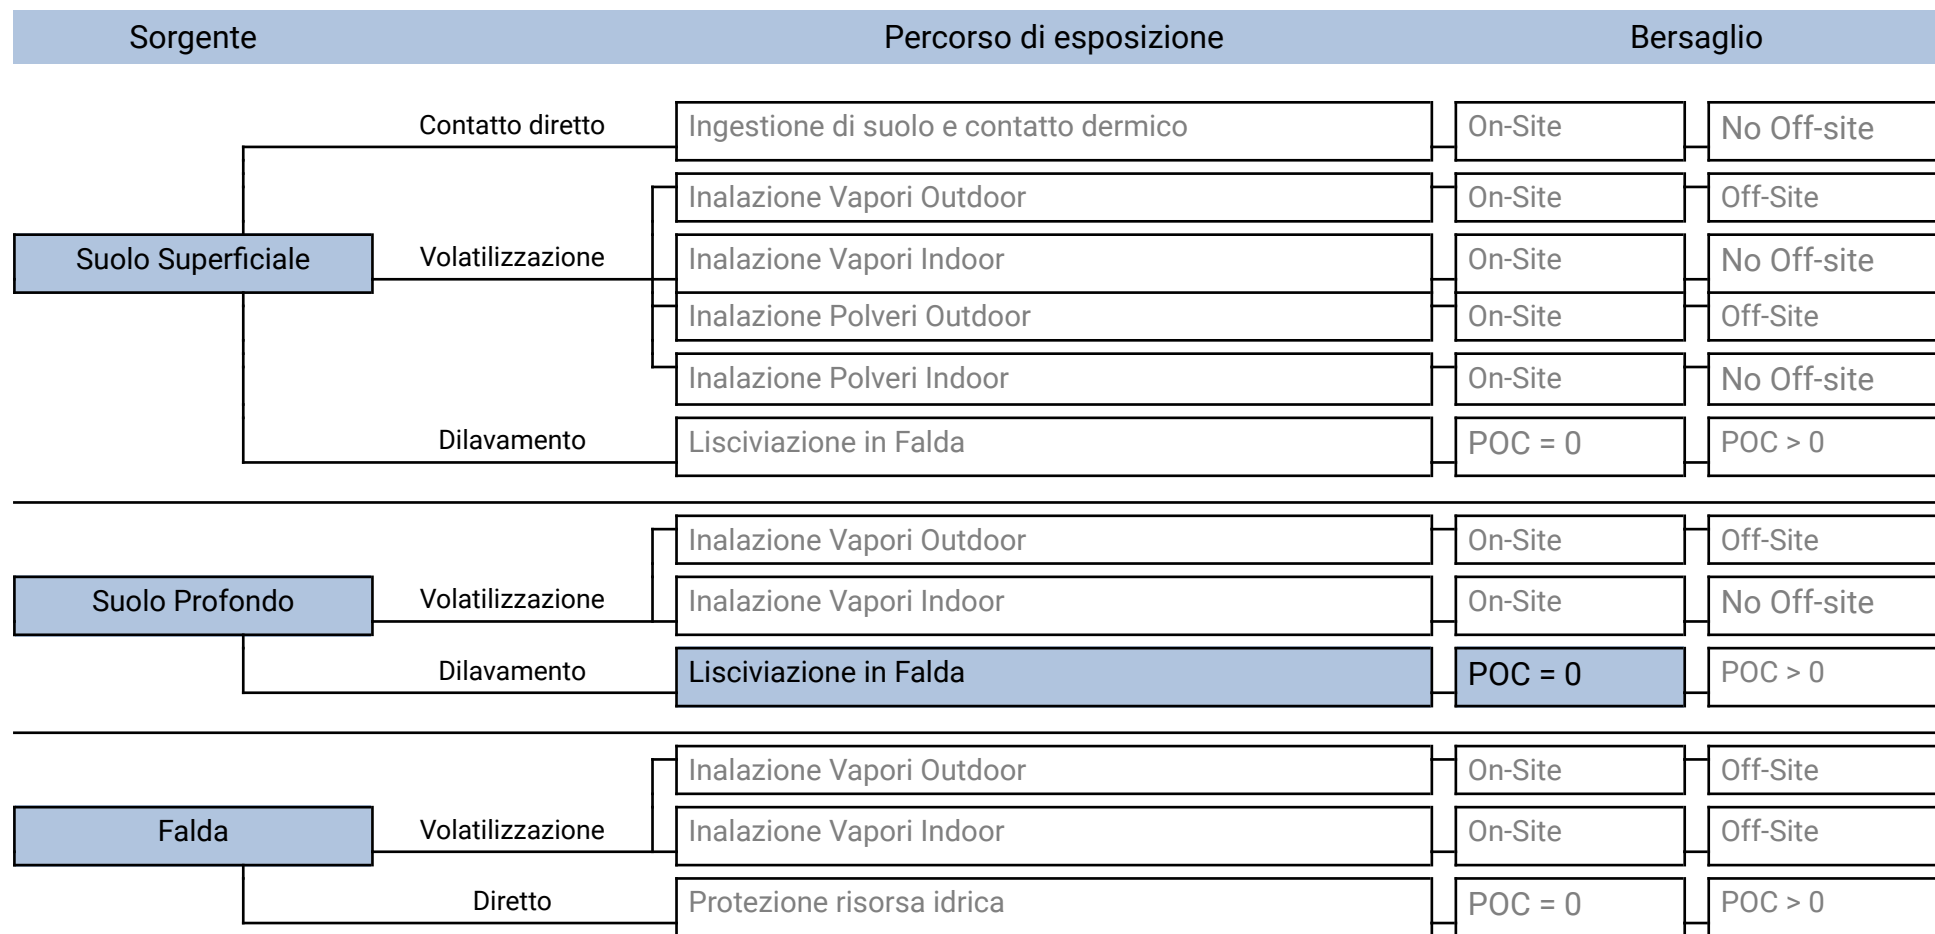 Sorgente Percorso di esposizione Bersaglio
Contatto diretto Ingestione di suolo e contatto dermico On-Site No Off-site
Inalazione Vapori Outdoor On-Site Off-Site
Suolo Superficiale Volatilizzazione Inalazione Vapori Indoor On-Site No Off-site
Inalazione Polveri Outdoor On-Site Off-Site
Inalazione Polveri Indoor On-Site No Off-site
Dilavamento Lisciviazione in Falda POC = 0 POC > 0
Inalazione Vapori Outdoor On-Site Off-Site
Suolo Profondo Volatilizzazione Inalazione Vapori Indoor On-Site No Off-site
Dilavamento Lisciviazione in Falda POC = 0 POC > 0
Inalazione Vapori Outdoor On-Site Off-Site
Falda Volatilizzazione Inalazione Vapori Indoor On-Site Off-Site
Diretto Protezione risorsa idrica POC = 0 POC > 0